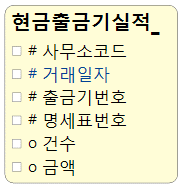 현금출금기실적_
# 사무소코드
# 거래일자
# 출금기번호
# 명세표번호
o 건수
o 금액